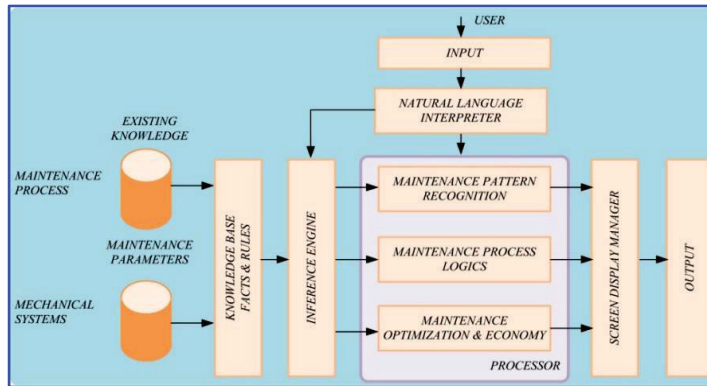 USER
INPUT
NATURAL LANGUAGE
INTERPRETER
EXISTING
KNOWLEDGE
MAINTENANCE
PROCESS
MAINTENANCE
PARAMETERS
MECHANICAL
SYSTEMS
KNOWLEDGE BASE
FACTS & RULES
INFERENCE ENGINE
MAINTENANCE PATTERN
RECOGNITION
MAINTENANCE PROCESS
LOGICS
MAINTENANCE
OPTIMIZATION & ECONOMY
PROCESSOR
SCREEN DISPLAY MANAGER
OUTPUT